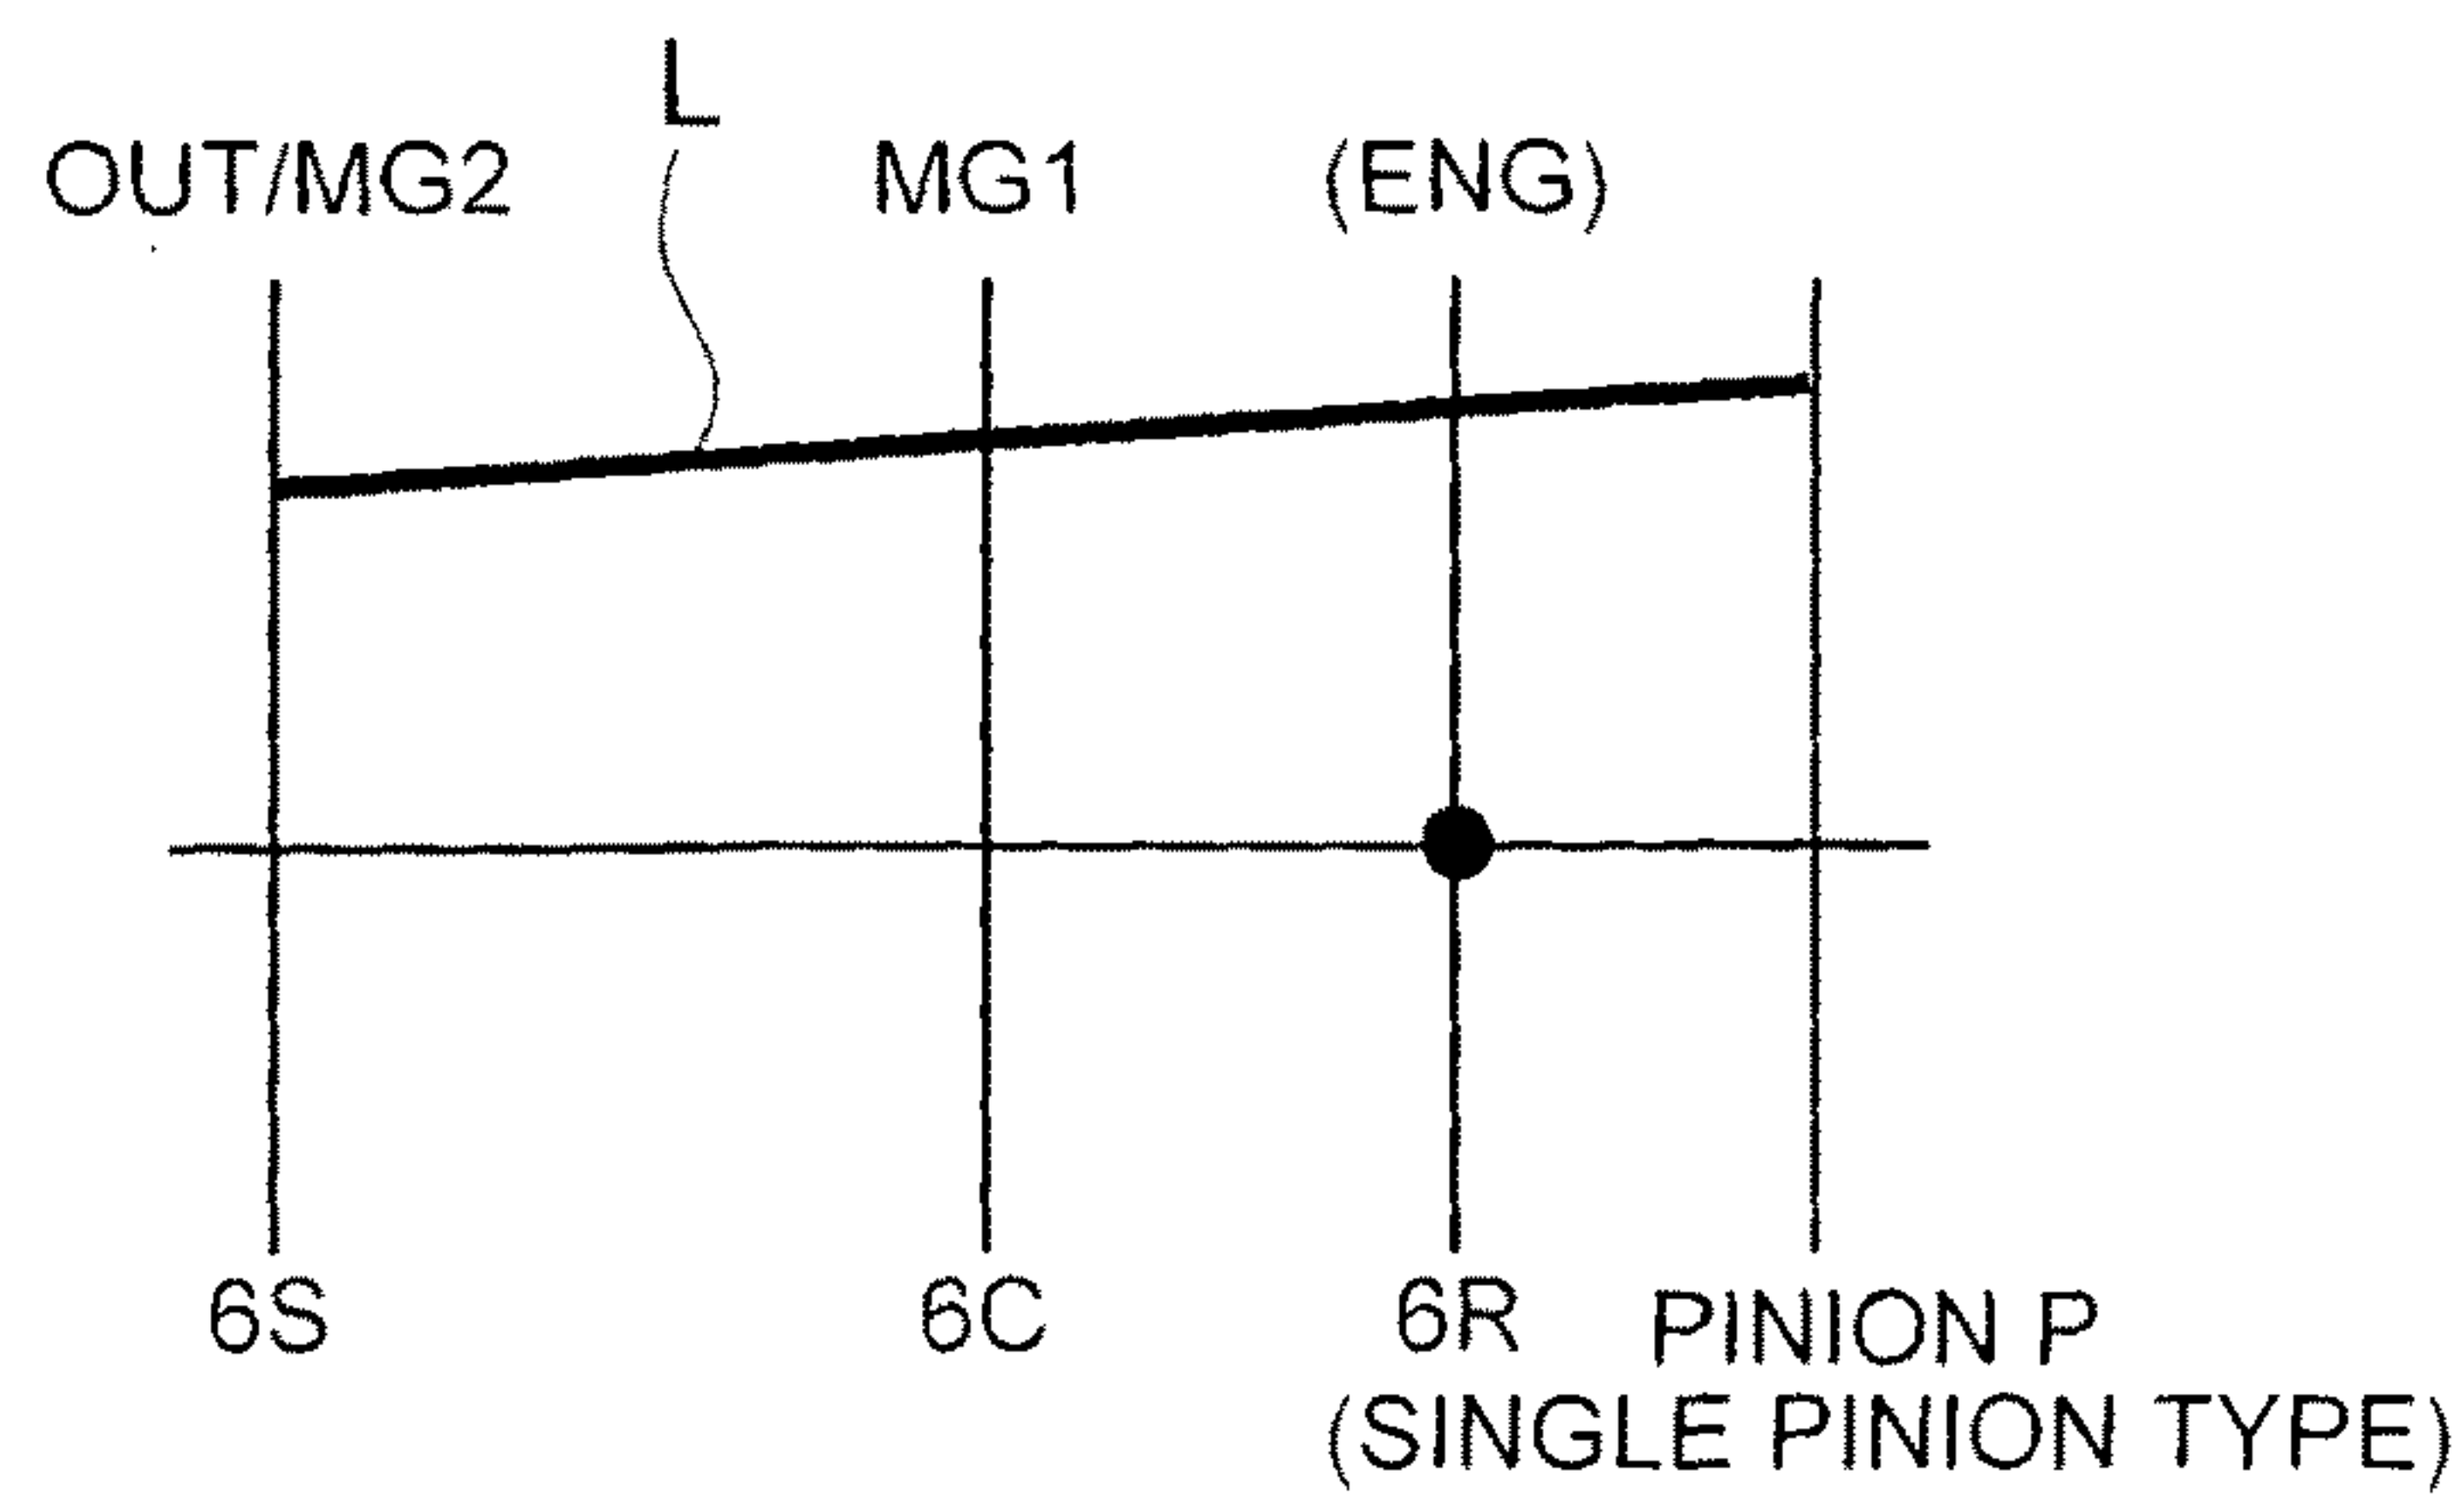 L
OUT/MG2 MG1 (ENG)
6S 6C 6R PINION P
(SINGLE PINION TYPE)